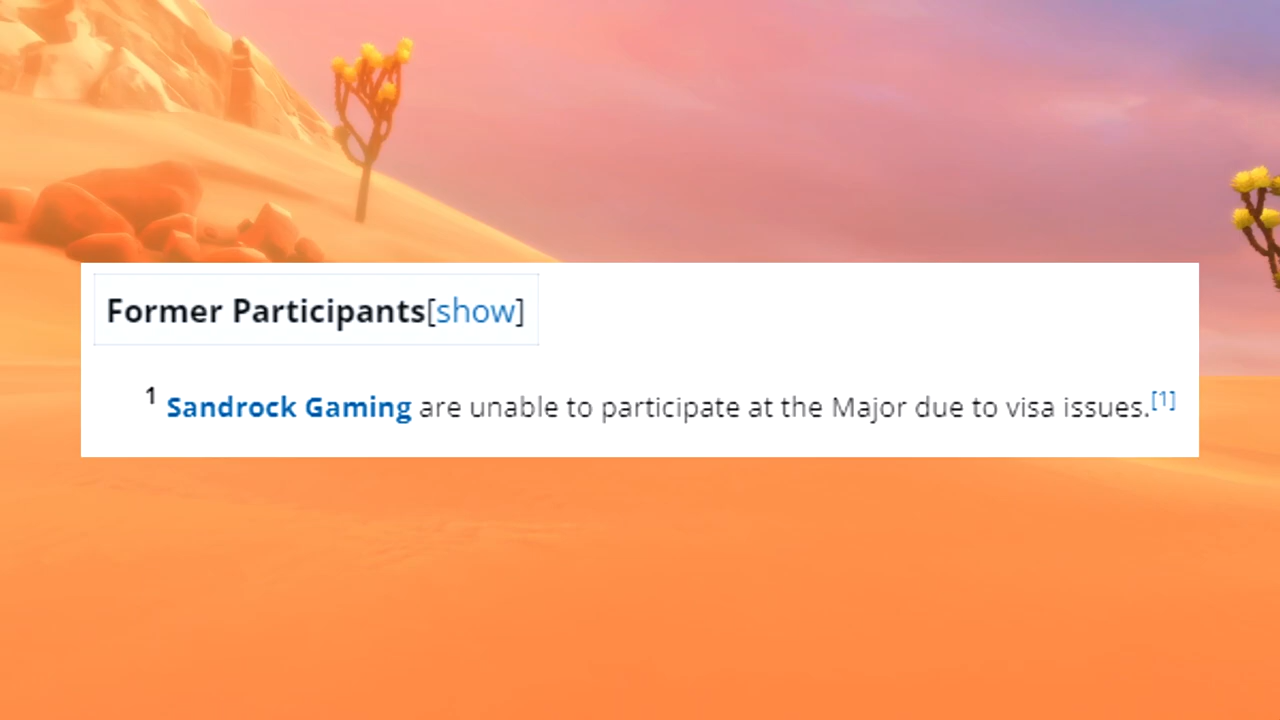 Former Participants[show]
1 Sandrock Gaming are unable to participate at the Major due to visa issues.[1]